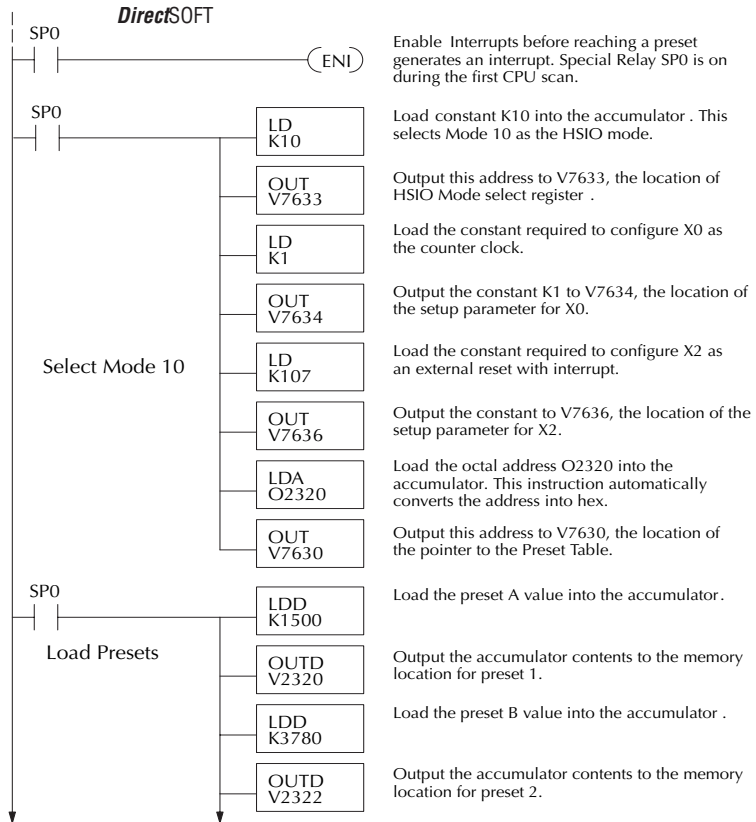 DirectSOFT
SP0
ENI
Enable Interrupts before reaching a preset
generates an interrupt. Special Relay SP0 is on
during the first CPU scan.
SP0
LD
K10
Load constant K10 into the accumulator . This
selects Mode 10 as the HSIO mode.
OUT
V7633
Output this address to V7633, the location of
HSIO Mode select register .
LD
K1
Load the constant required to configure X0 as
the counter clock.
OUT
V7634
Output the constant K1 to V7634, the location of
the setup parameter for X0.
Select Mode 10
LD
K107
Load the constant required to configure X2 as
an external reset with interrupt.
OUT
V7636
Output the constant to V7636, the location of the
setup parameter for X2.
LDA
O2320
Load the octal address O2320 into the
accumulator. This instruction automatically
converts the address into hex.
OUT
V7630
Output this address to V7630, the location of
the pointer to the Preset Table.
SP0
LDD
K1500
Load the preset A value into the accumulator.
Load Presets
OUTD
V2320
Output the accumulator contents to the memory
location for preset 1.
LDD
K3780
Load the preset B value into the accumulator .
OUTD
V2322
Output the accumulator contents to the memory
location for preset 2.